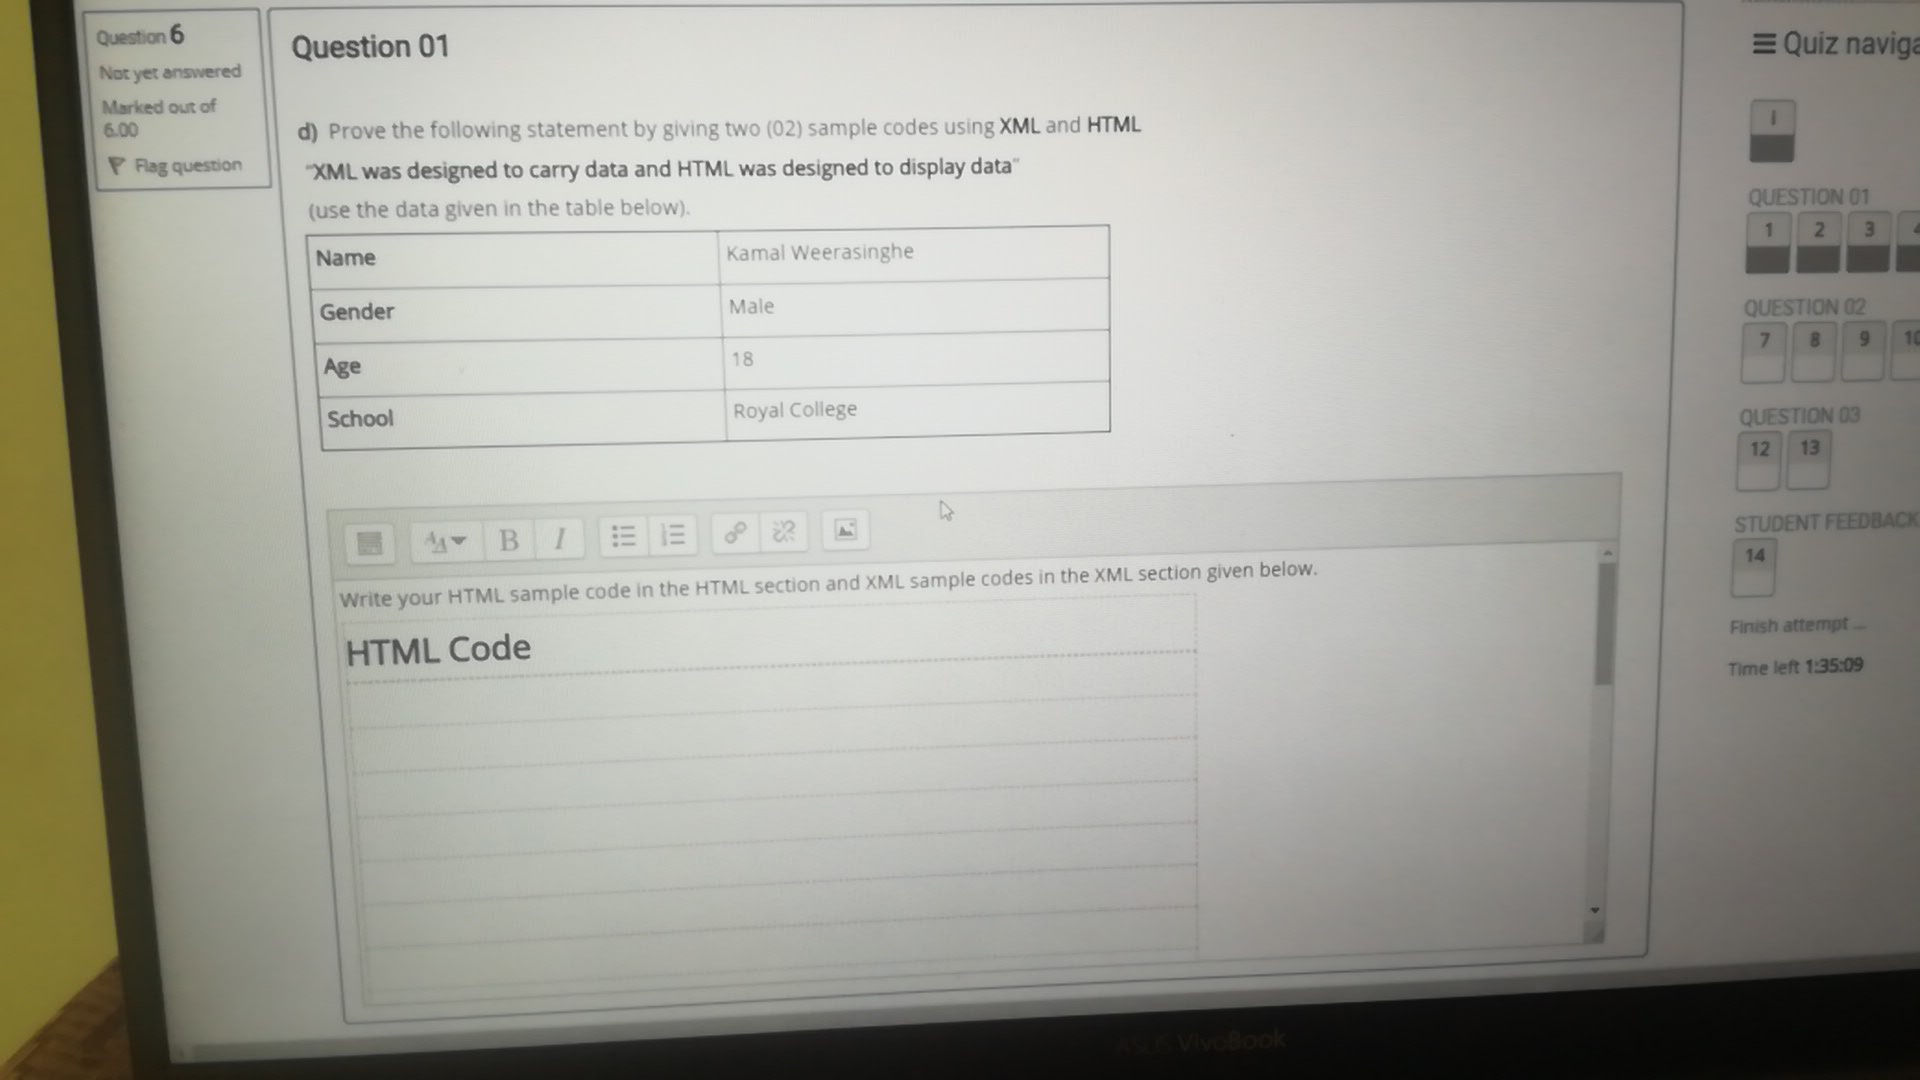 Question 6
Not yet answered
Marked out of
6.00
Flag question
Question 01
d) Prove the following statement by giving two (02) sample codes using XML and HTML
"XML was designed to carry data and HTML was designed to display data"
(use the data given in the table below).
Name Kamal Weerasinghe
Gender Male
Age 18
School Royal College
B I
Write your HTML sample code in the HTML section and XML sample codes in the XML section given below.
HTML Code
Quiz naviga
QUESTION 01
1 2 3 4
QUESTION 02
7 8 9 10
QUESTION 03
12 13
STUDENT FEEDBACK
14
Finish attempt ...
Time left 1:35:09
VivoBook